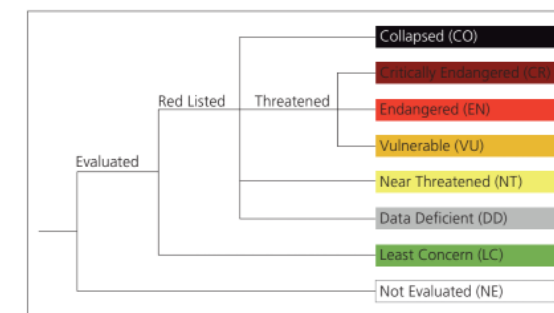 Collapsed (CO)
Critically Endangered (CR)
Red Listed
Threatened
Endangered (EN)
Vulnerable (VU)
Evaluated
Near Threatened (NT)
Data Deficient (DD)
Least Concern (LC)
Not Evaluated (NE)